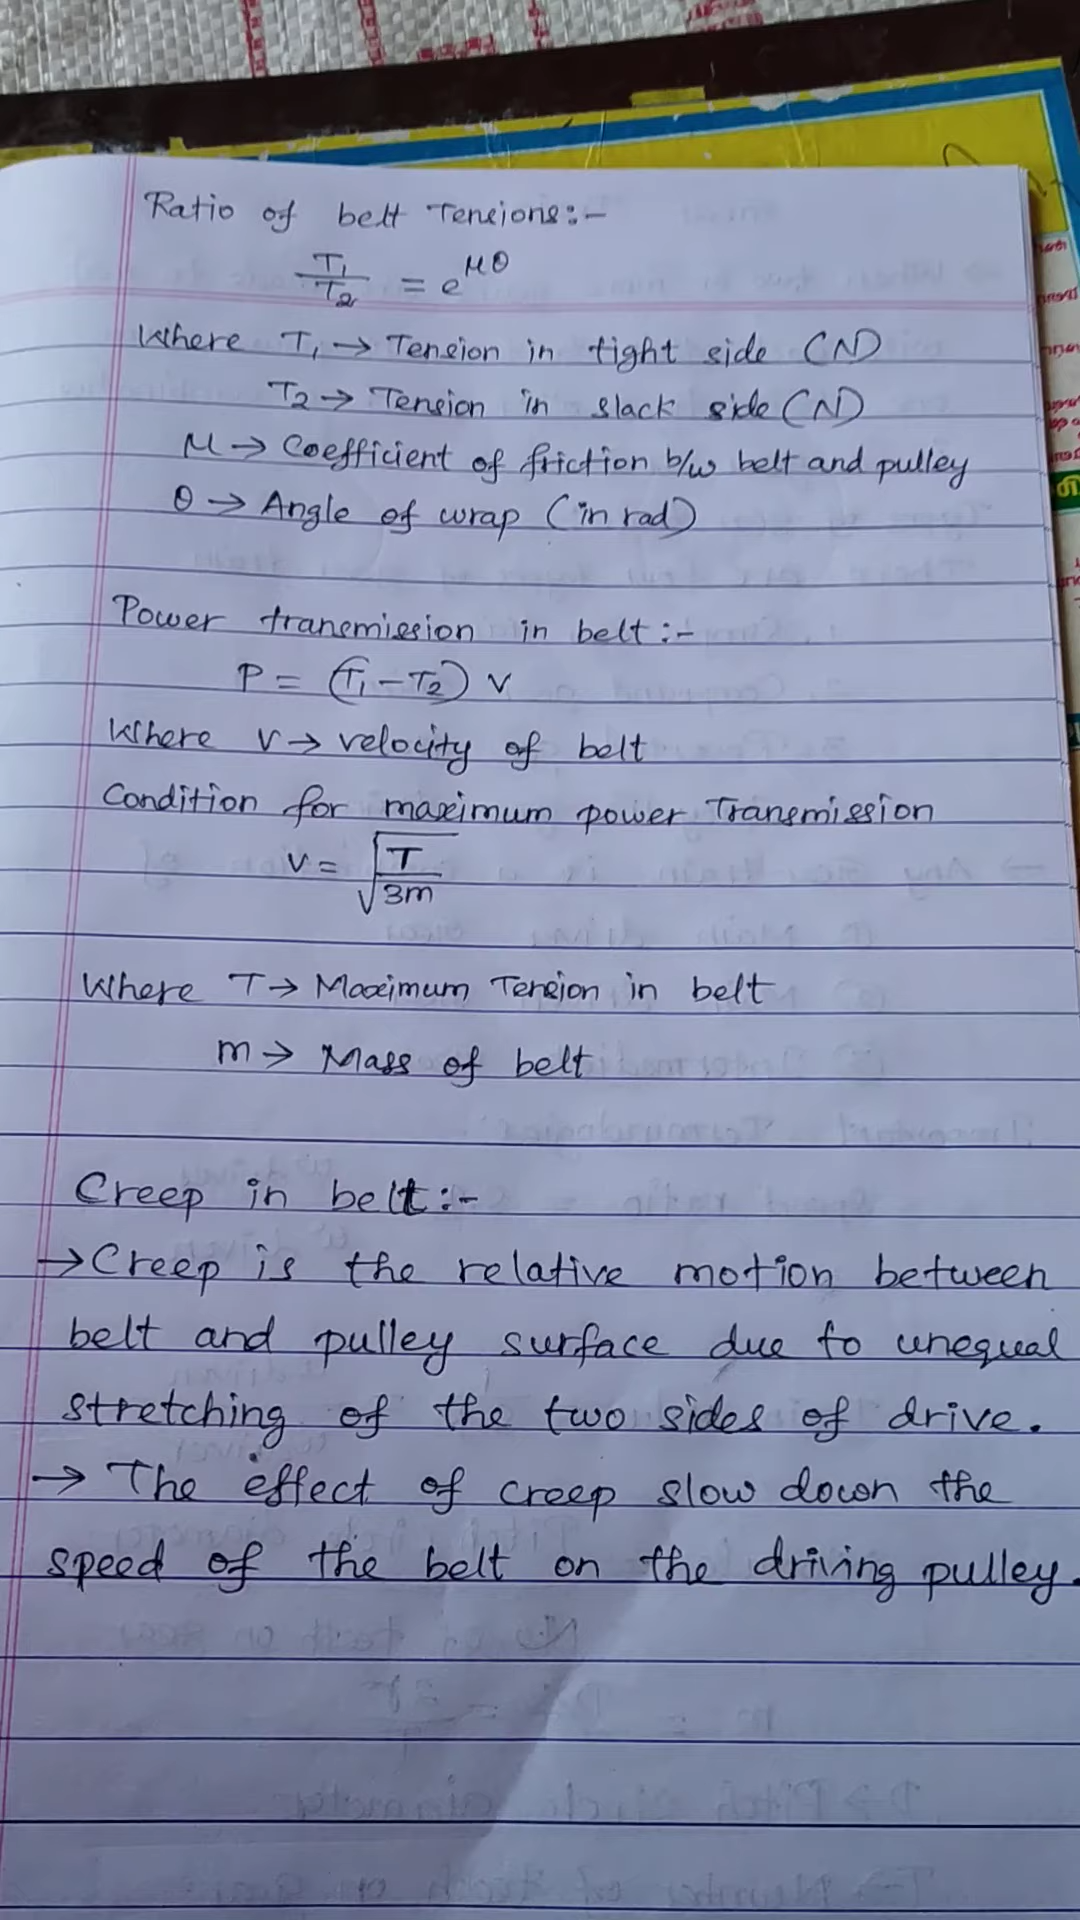 Ratio of belt Tensions:-
T₁/T₂ = e^μθ
Where T₁ → Tension in tight side (N)
T₂ → Tension in slack side (N)
μ → Coefficient of friction b/w belt and pulley
θ → Angle of wrap (in rad)
Power transmission in belt :-
P = (T₁ - T₂) v
Where v → velocity of belt
Condition for maximum power Transmission
v = √(T/3m)
Where T → Maximum Tension in belt
m → Mass of belt
Creep in belt :-
→ Creep is the relative motion between
belt and pulley surface due to unequal
stretching of the two sides of drive.
→ The effect of creep slow down the
speed of the belt on the driving pulley.